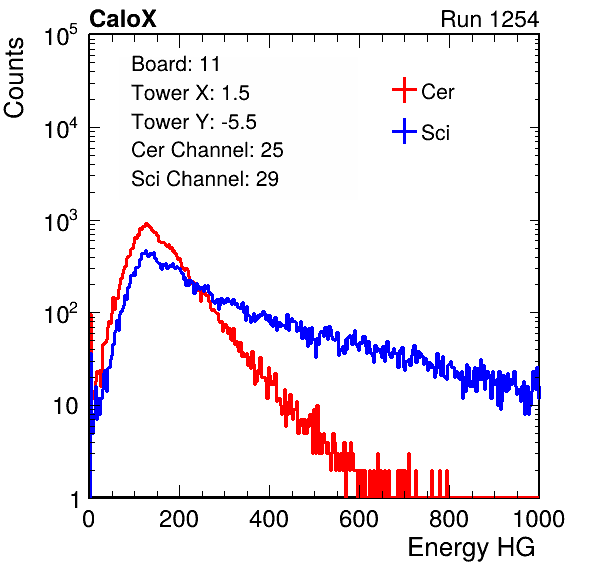 CaloX Run 1254
Counts
10^5
10^4
10^3
10^2
10
1
Board: 11
Tower X: 1.5
Tower Y: -5.5
Cer Channel: 25
Sci Channel: 29
Cer
Sci
0 200 400 600 800 1000
Energy HG